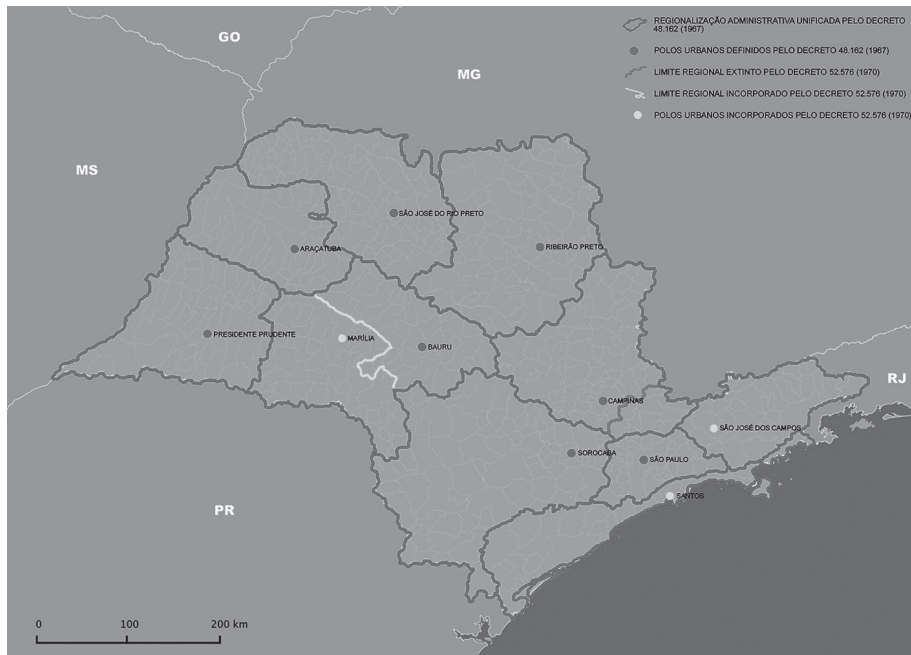 GO
MG
MS
REGIONALIZAÇÃO ADMINISTRATIVA UNIFICADA PELO DECRETO
48.162 (1967)
POLOS URBANOS DEFINIDOS PELO DECRETO 48.162 (1967)
LIMITE REGIONAL EXTINTO PELO DECRETO 52.576 (1970)
LIMITE REGIONAL INCORPORADO PELO DECRETO 52.576 (1970)
POLOS URBANOS INCORPORADOS PELO DECRETO 52.576 (1970)
SÃO JOSÉ DO RIO PRETO
ARAÇATUBA
RIBEIRÃO PRETO
PRESIDENTE PRUDENTE
MARÍLIA
BAURU
RJ
CAMPINAS
SÃO JOSÉ DOS CAMPOS
SOROCABA
SÃO PAULO
SANTOS
PR
0 100 200 km